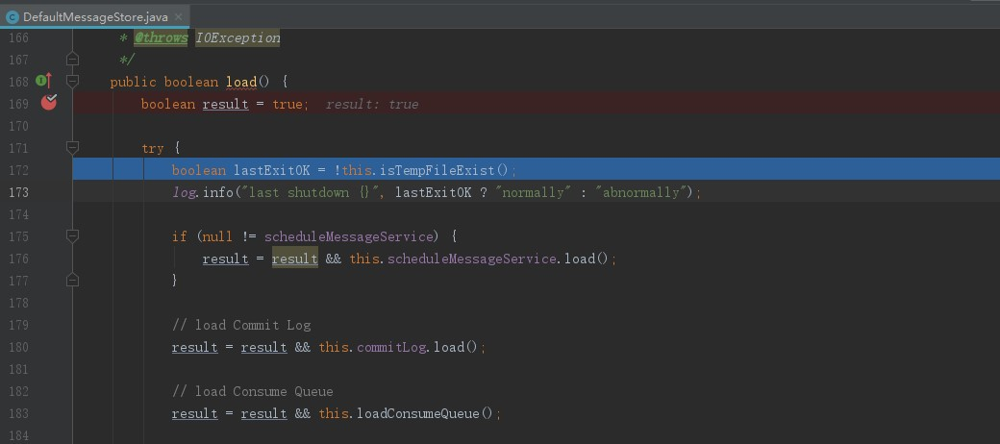 DefaultMessageStore.java
166 * @throws IOException
167 */
168 public boolean load() {
169 boolean result = true; result: true
170
171 try {
172 boolean lastExitOK = !this.isTempFileExist();
173 log.info("last shutdown {}", lastExitOK ? "normally" : "abnormally");
174
175 if (null != scheduleMessageService) {
176 result = result && this.scheduleMessageService.load();
177 }
178
179 // load Commit Log
180 result = result && this.commitLog.load();
181
182 // load Consume Queue
183 result = result && this.loadConsumeQueue();
184